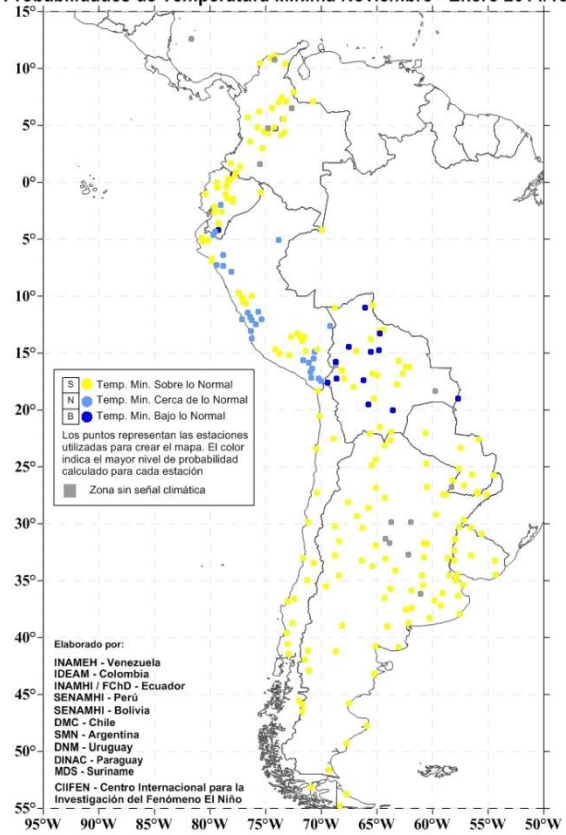 Probabilidades de Temperatura Mínima Noviembre - Enero
15°
10°
5°
0°
5°
10°
15°
20°
25°
30°
35°
40°
45°
50°
55°
S Temp. Min. Sobre lo Normal
N Temp. Min. Cerca de lo Normal
B Temp. Min. Bajo lo Normal
Los puntos representan las estaciones
utilizadas para crear el mapa. El color
indica el mayor nivel de probabilidad
calculado para cada estación
Zona sin señal climática
Elaborado por:
INAMEH - Venezuela
IDEAM - Colombia
INAMHI / FChD - Ecuador
SENAMHI - Perú
SENAMHI - Bolivia
DMC - Chile
SMN - Argentina
DNM - Uruguay
DINAC - Paraguay
MDS - Suriname
CIIFEN - Centro Internacional para la
Investigación del Fenómeno El Niño
95°W 90°W 85°W 80°W 75°W 70°W 65°W 60°W 55°W 50°W